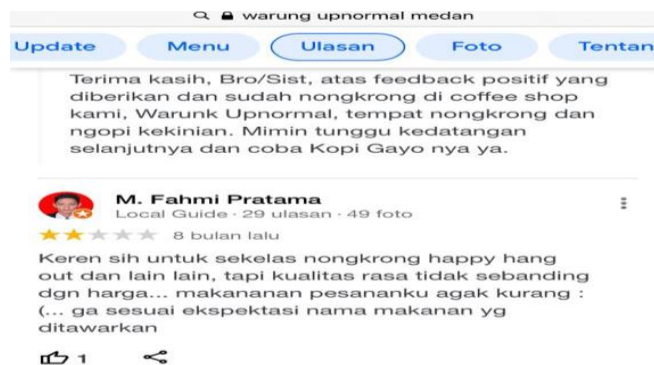 warung upnormal medan
Update Menu Ulasan Foto Tentan
Terima kasih, Bro/Sist, atas feedback positif yang
diberikan dan sudah nongkrong di coffee shop
kami, Warunk Upnormal, tempat nongkrong dan
ngopi kekinian. Mimin tunggu kedatangan
selanjutnya dan coba Kopi Gayo nya ya.
M. Fahmi Pratama
Local Guide · 29 ulasan · 49 foto
8 bulan lalu
Keren sih untuk sekelas nongkrong happy hang
out dan lain lain, tapi kualitas rasa tidak sebanding
dgn harga... makananan pesananku agak kurang :
(... ga sesuai ekspektasi nama makanan yg
ditawarkan
1